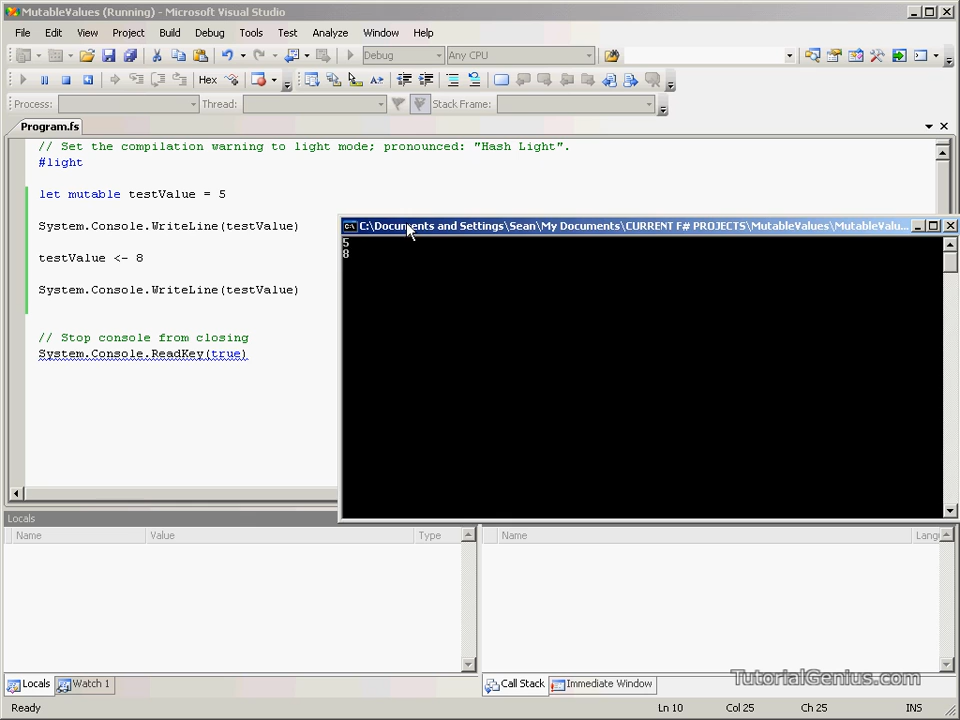 MutableValues (Running) - Microsoft Visual Studio
File Edit View Project Build Debug Tools Test Analyze Window Help
Debug Any CPU
Hex
Process: Thread: Stack Frame:
Program.fs
// Set the compilation warning to light mode; pronounced: "Hash Light".
#light
let mutable testValue = 5
System.Console.WriteLine(testValue)
testValue <- 8
System.Console.WriteLine(testValue)
// Stop console from closing
System.Console.ReadKey(true)
C:\Documents and Settings\Sean\My Documents\CURRENT F# PROJECTS\MutableValues\MutableValu...
5
8
Locals
Name Value Type
Name Langu
Locals Watch 1
Call Stack Immediate Window
TutorialGenius.com
Ready Ln 10 Col 25 Ch 25 INS